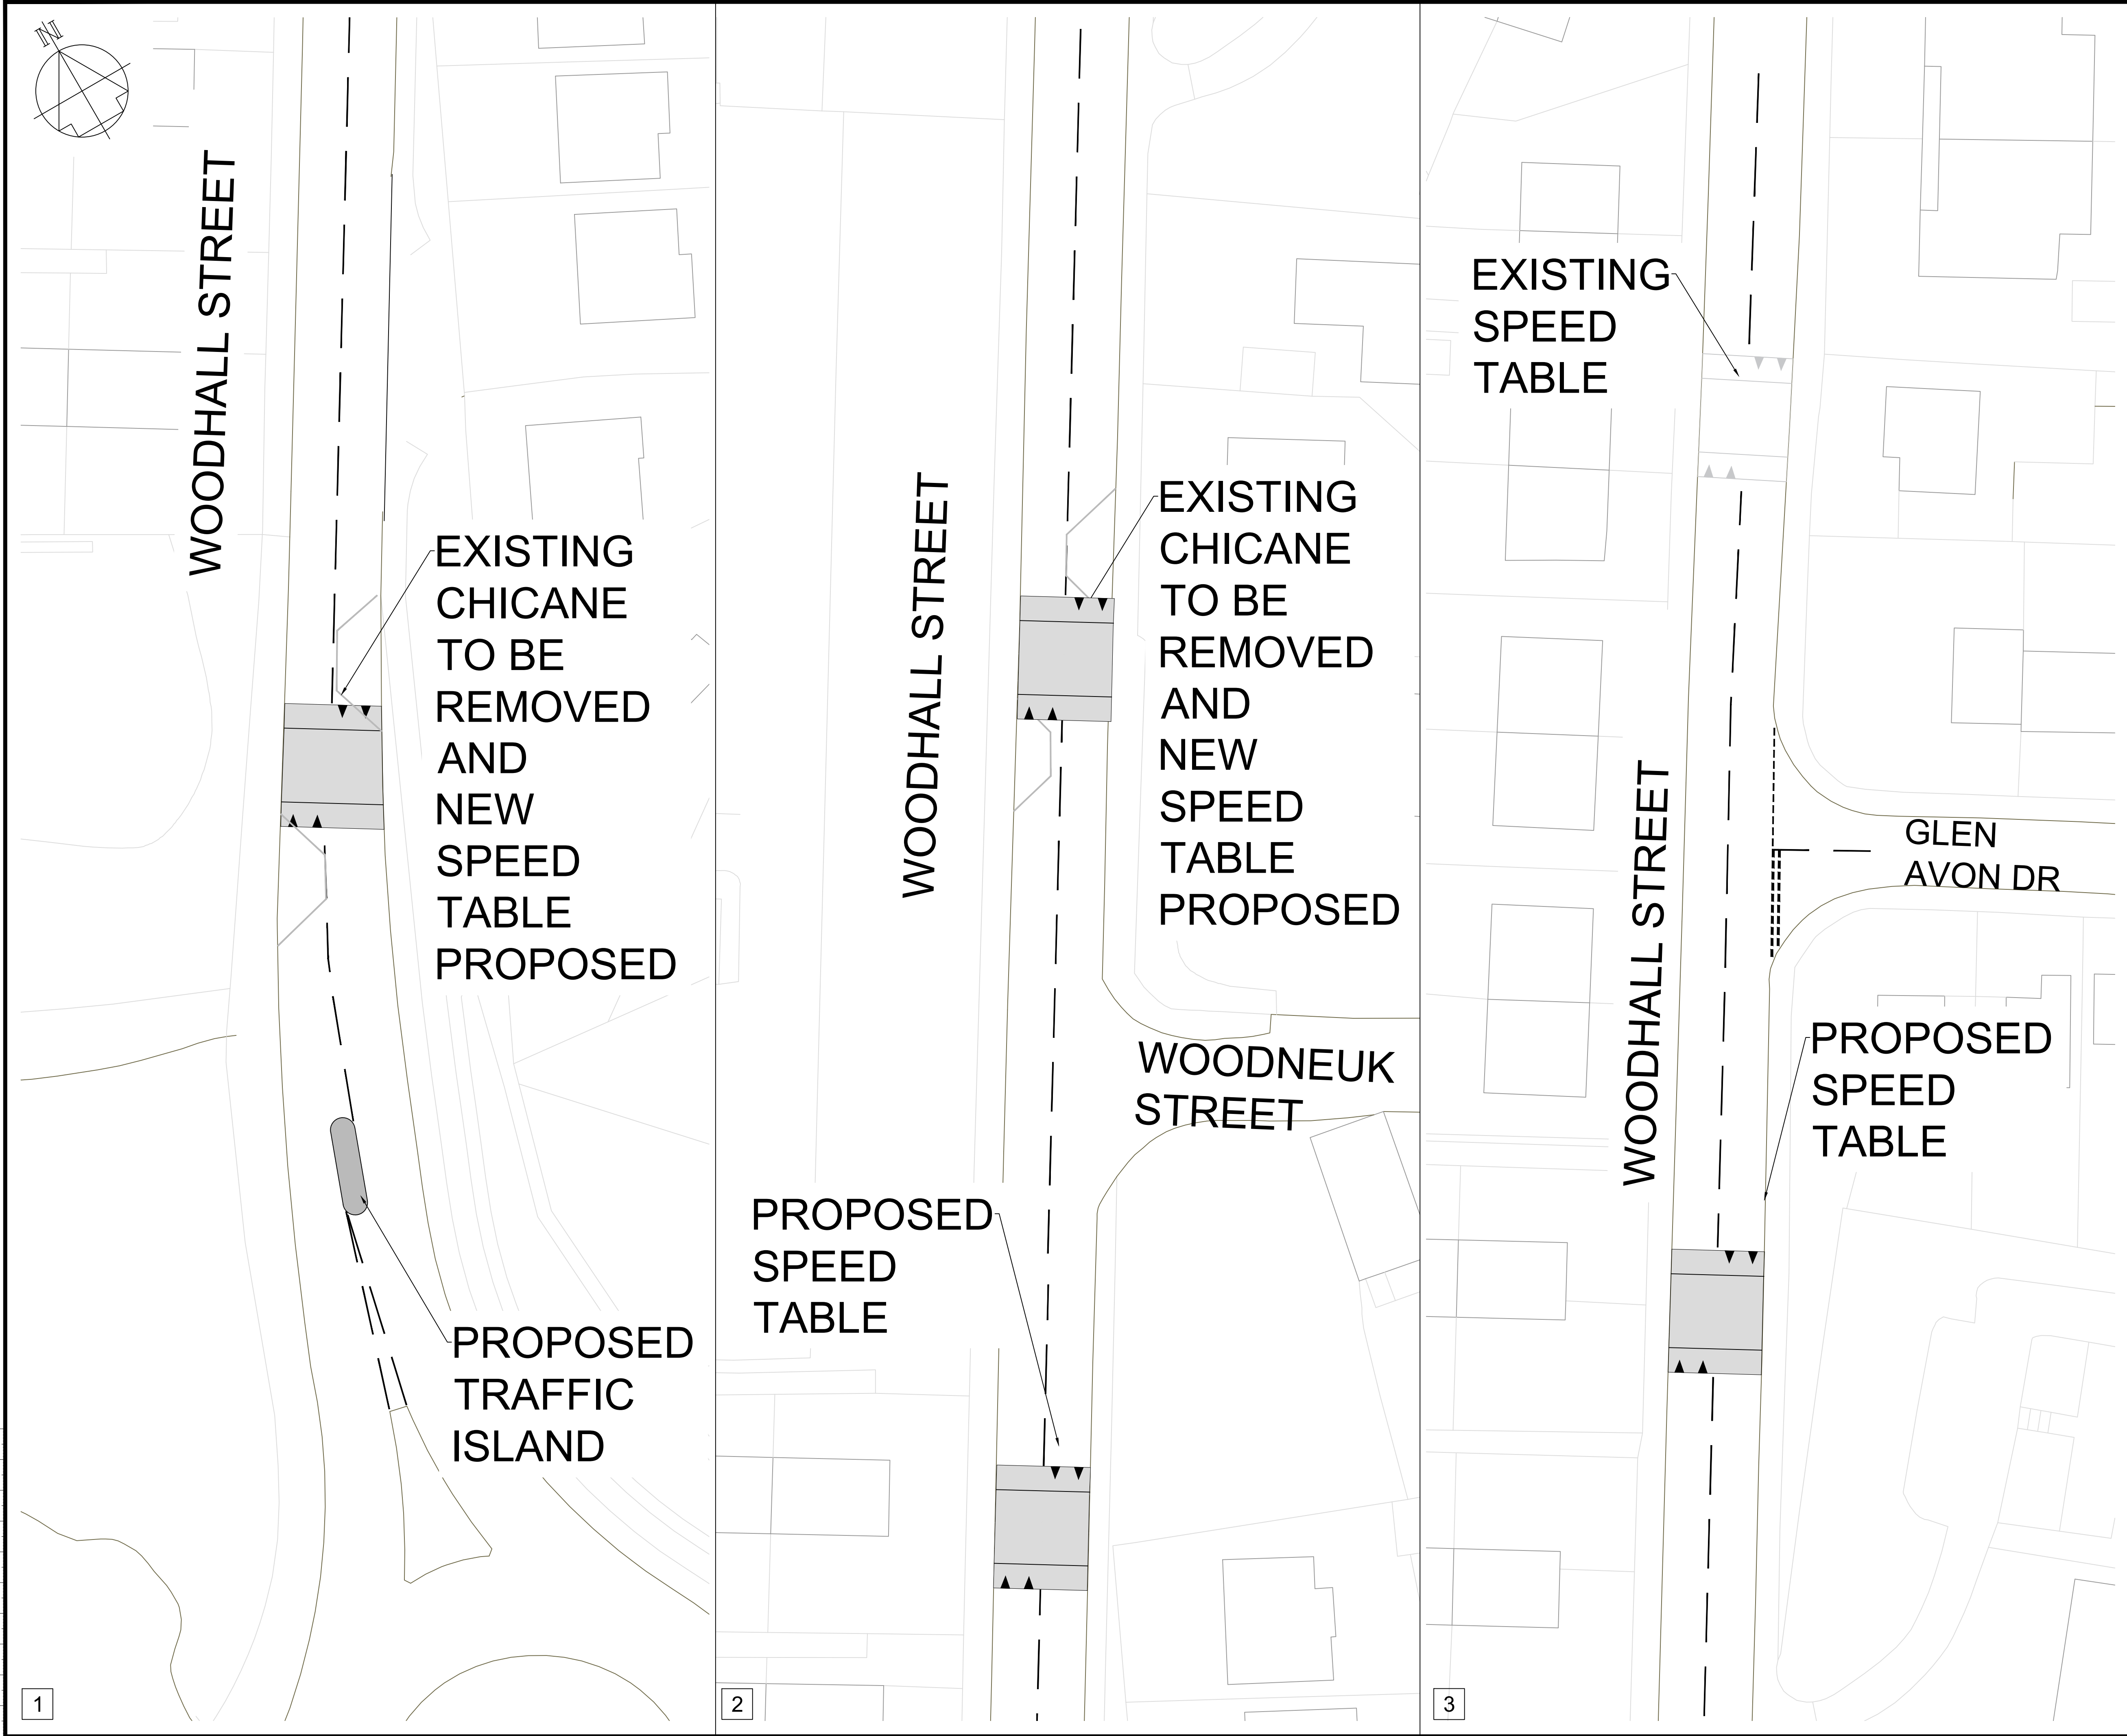 N
WOODHALL STREET
EXISTING
CHICANE
TO BE
REMOVED
AND
NEW
SPEED
TABLE
PROPOSED
PROPOSED
TRAFFIC
ISLAND
1
WOODHALL STREET
EXISTING
CHICANE
TO BE
REMOVED
AND
NEW
SPEED
TABLE
PROPOSED
WOODNEUK
STREET
PROPOSED
SPEED
TABLE
2
EXISTING
SPEED
TABLE
WOODHALL STREET
GLEN
AVON DR
PROPOSED
SPEED
TABLE
3